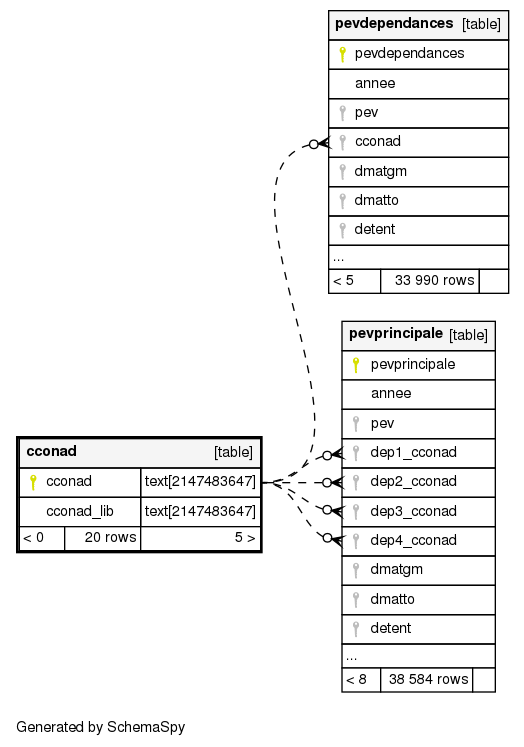 pevdependances [table]
pevdependances
annee
pev
cconad
dmatgm
dmatto
detent
...
< 5 33 990 rows
pevprincipale [table]
pevprincipale
annee
pev
dep1_cconad
dep2_cconad
dep3_cconad
dep4_cconad
dmatgm
dmatto
detent
...
< 8 38 584 rows
cconad [table]
cconad text[2147483647]
cconad_lib text[2147483647]
< 0 20 rows 5 >
Generated by SchemaSpy